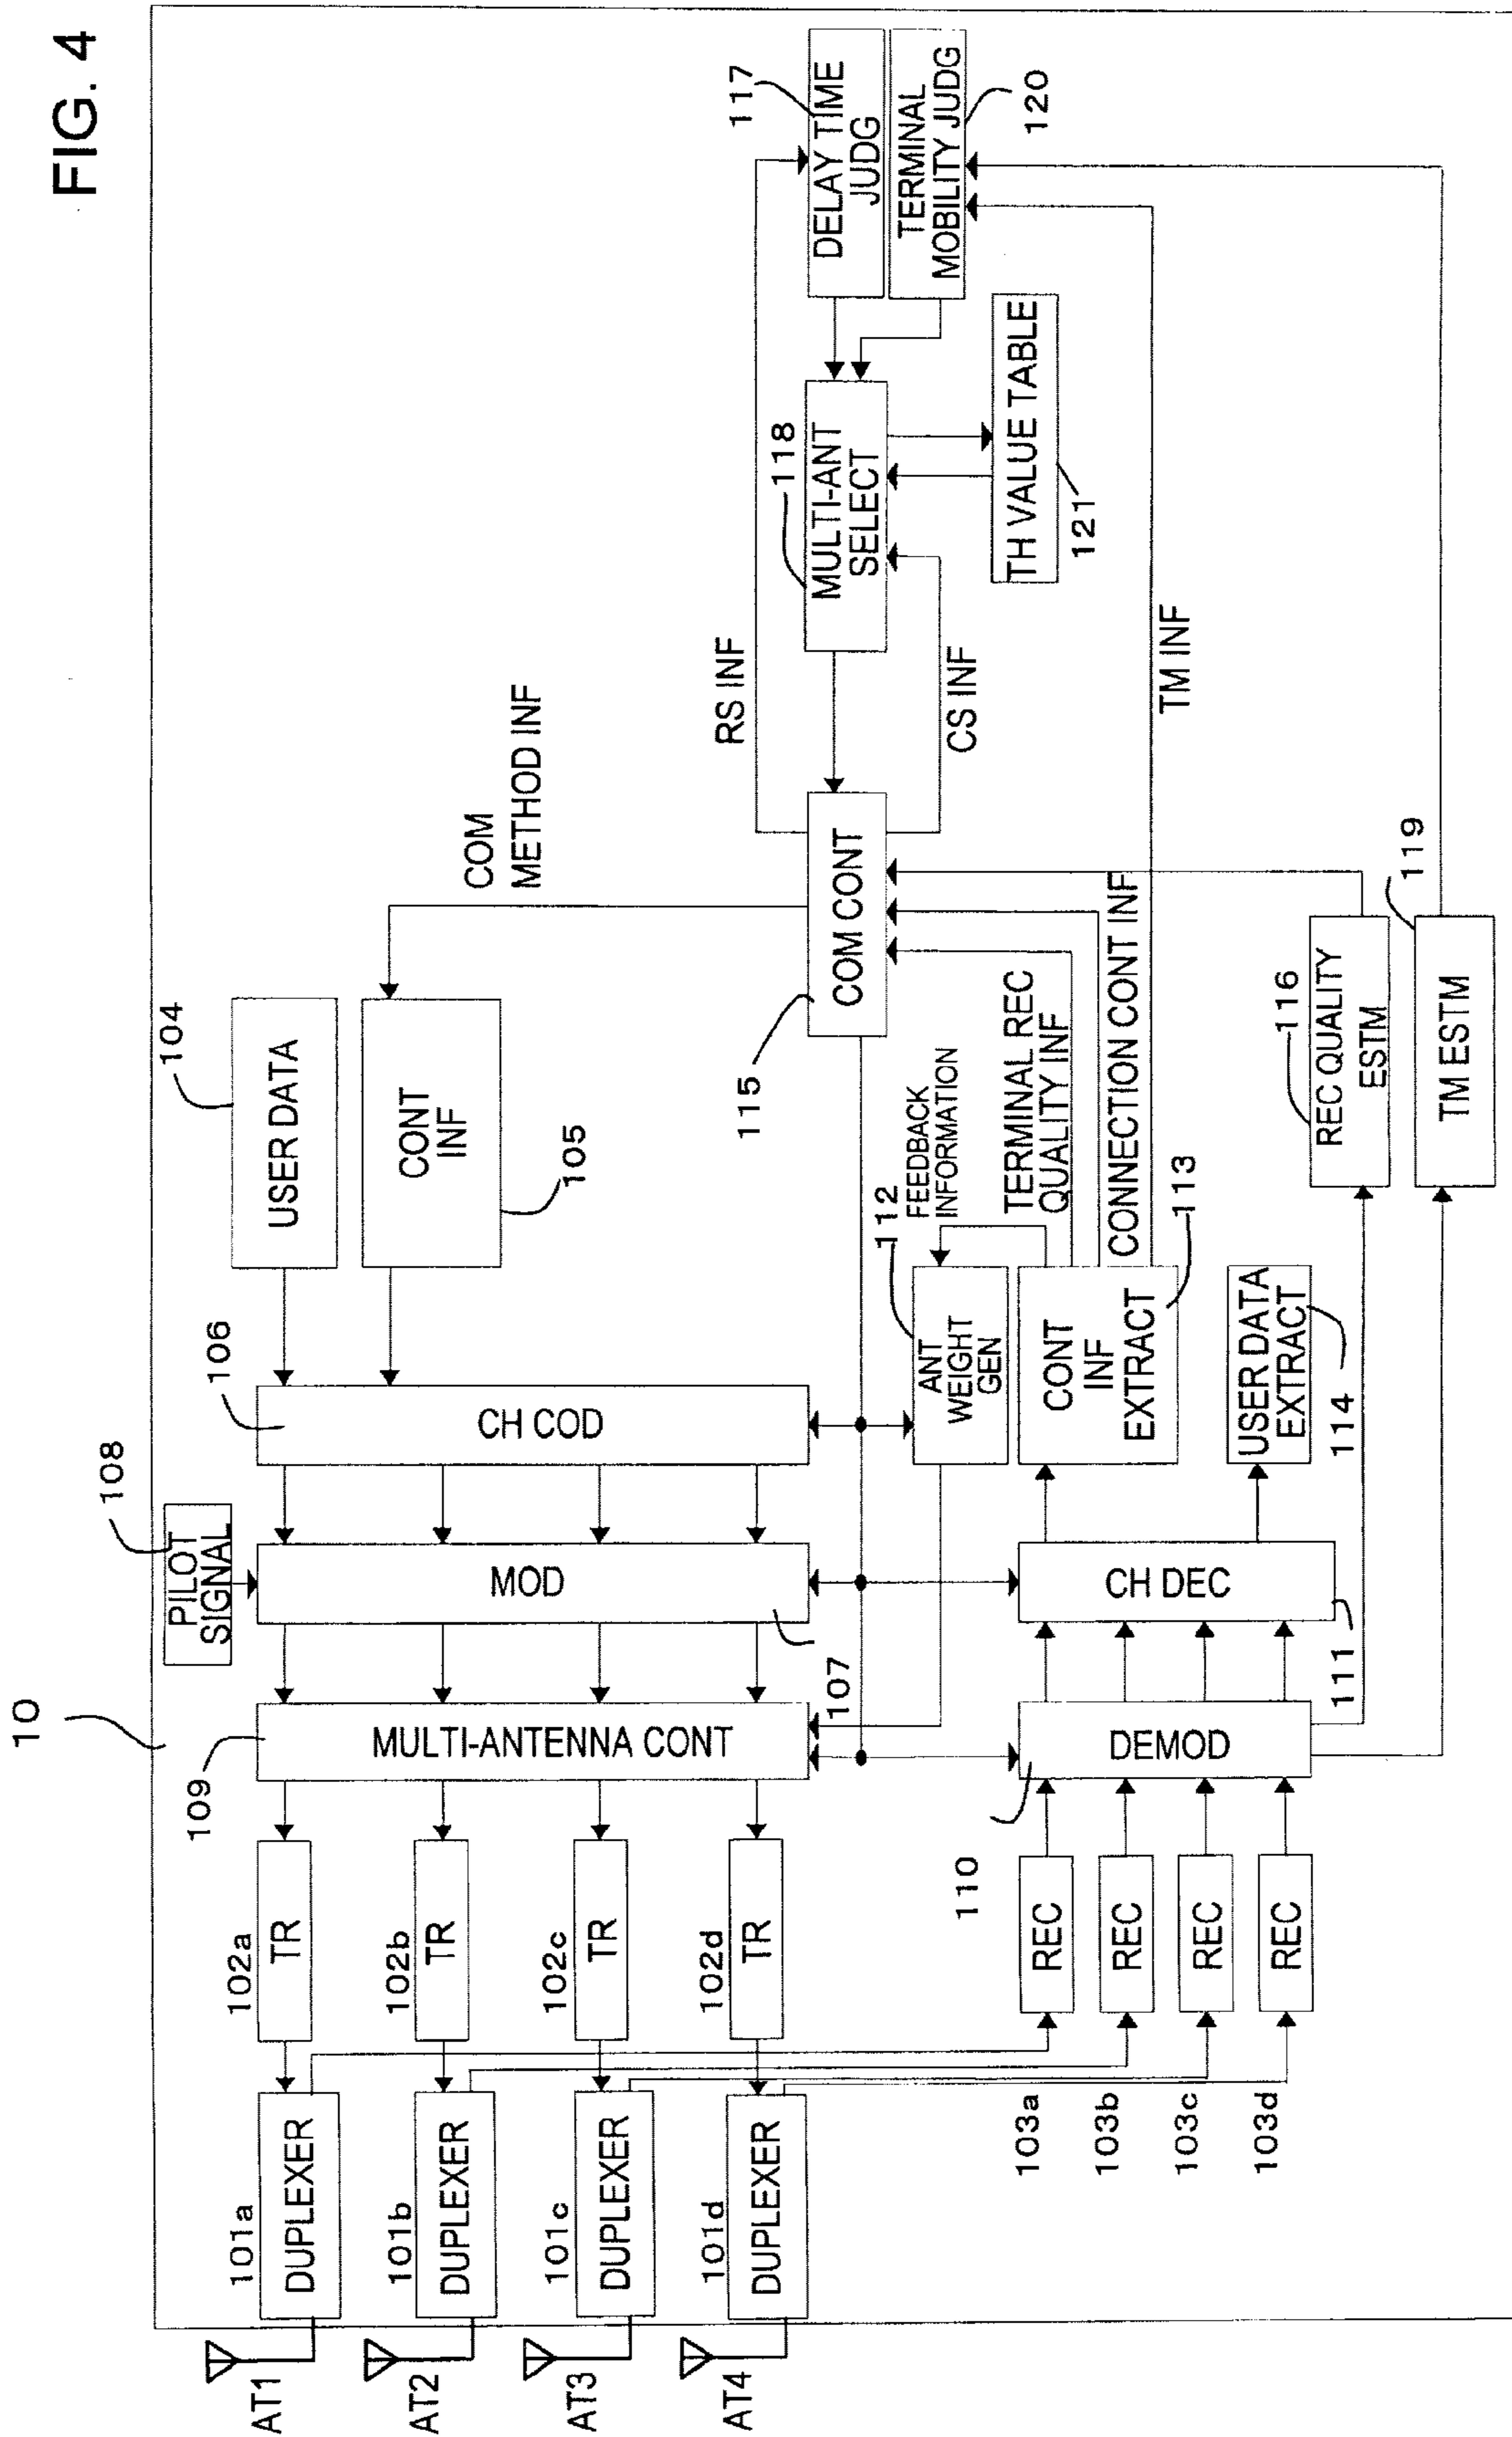 FIG. 4
10
AT1
AT2
AT3
AT4
101a
DUPLEXER
101b
DUPLEXER
101c
DUPLEXER
101d
DUPLEXER
102a
TR
102b
TR
102c
TR
102d
TR
103a
REC
103b
REC
103c
REC
103d
REC
109
MULTI-ANTENNA CONT
108
PILOT
SIGNAL
107
MOD
106
CH COD
104
USER DATA
105
CONT
INF
COM
METHOD INF
110
DEMOD
111
CH DEC
112
ANT
WEIGHT
GEN
FEEDBACK
INFORMATION
113
CONT
INF
EXTRACT
TERMINAL REC
QUALITY INF
CONNECTION CONT INF
114
USER DATA
EXTRACT
115
COM CONT
116
REC QUALITY
ESTM
119
TM ESTM
RS INF
CS INF
TM INF
118
MULTI-ANT
SELECT
117
DELAY TIME
JUDG
TERMINAL
MOBILITY JUDG
120
TH VALUE TABLE
121